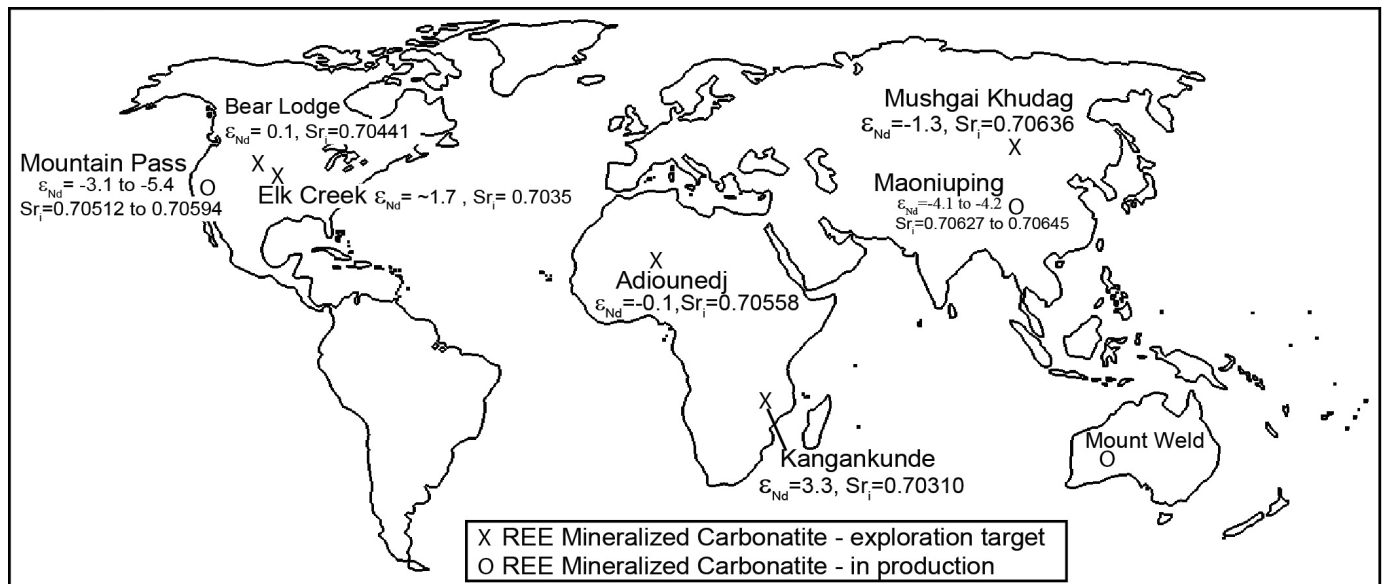 Bear Lodge
εNd= 0.1, Sri=0.70441
Mountain Pass
εNd= -3.1 to -5.4
Sri=0.70512 to 0.70594
X
X
O
Elk Creek εNd= ~1.7 , Sri= 0.7035
Mushgai Khudag
εNd=-1.3, Sri=0.70636
X
Maoniuping
εNd=-4.1 to -4.2 O
Sri=0.70627 to 0.70645
X
Adiounedj
εNd=-0.1,Sri=0.70558
X
Kangankunde
εNd=3.3, Sri=0.70310
Mount Weld
O
X REE Mineralized Carbonatite - exploration target
O REE Mineralized Carbonatite - in production